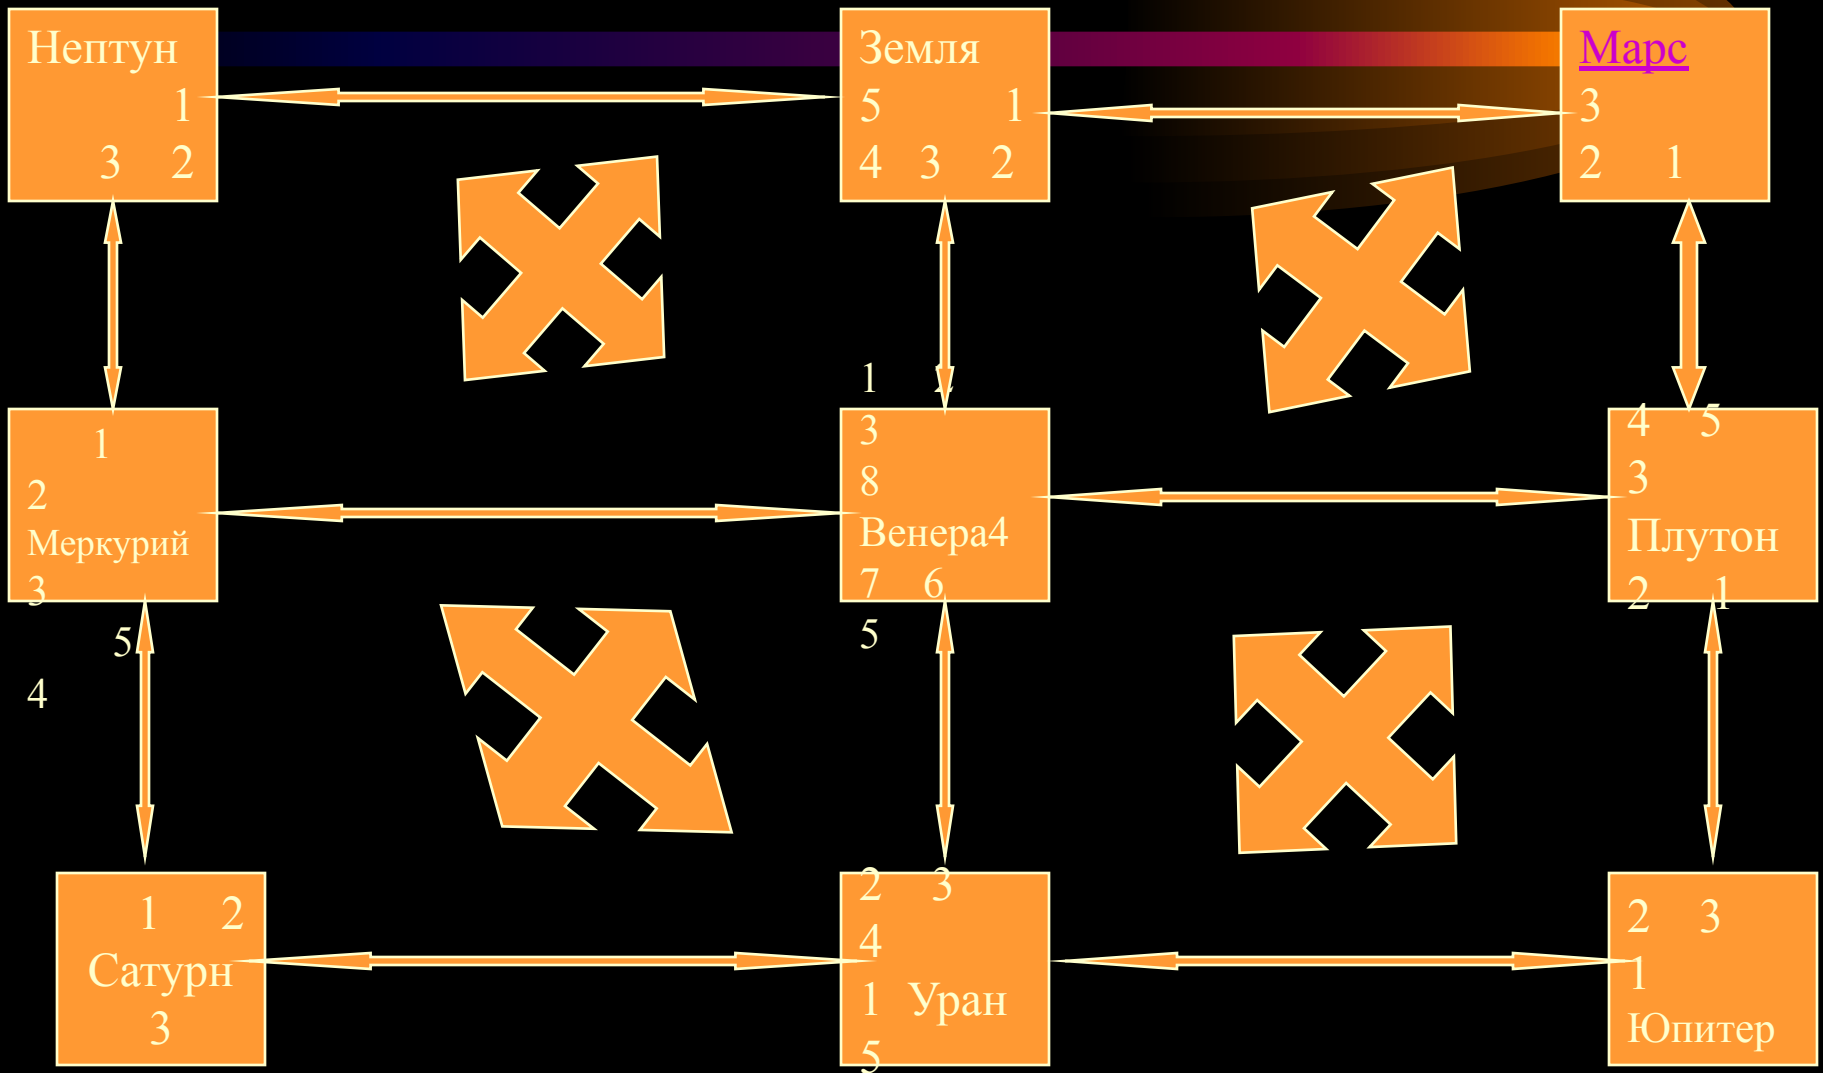 Нептун
1
3 2
Земля
5 1
4 3 2
Марс
3
2 1
1
2
Меркурий
3
5
4
1 2
3
8
Венера4
7 6
5
4 5
3
Плутон
2 1
1 2
Сатурн
3
2 3
4
1 Уран
5
2 3
1
Юпитер